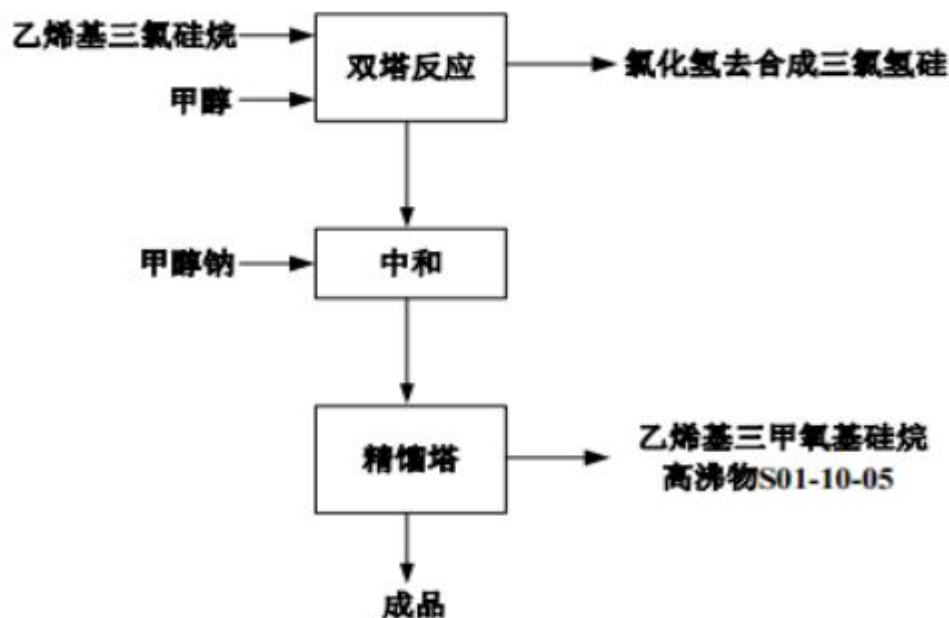 乙烯基三氯硅烷
双塔反应
氯化氢去合成三氯氢硅
甲醇
甲醇钠
中和
精馏塔
乙烯基三甲氧基硅烷
高沸物S01-10-05
成品